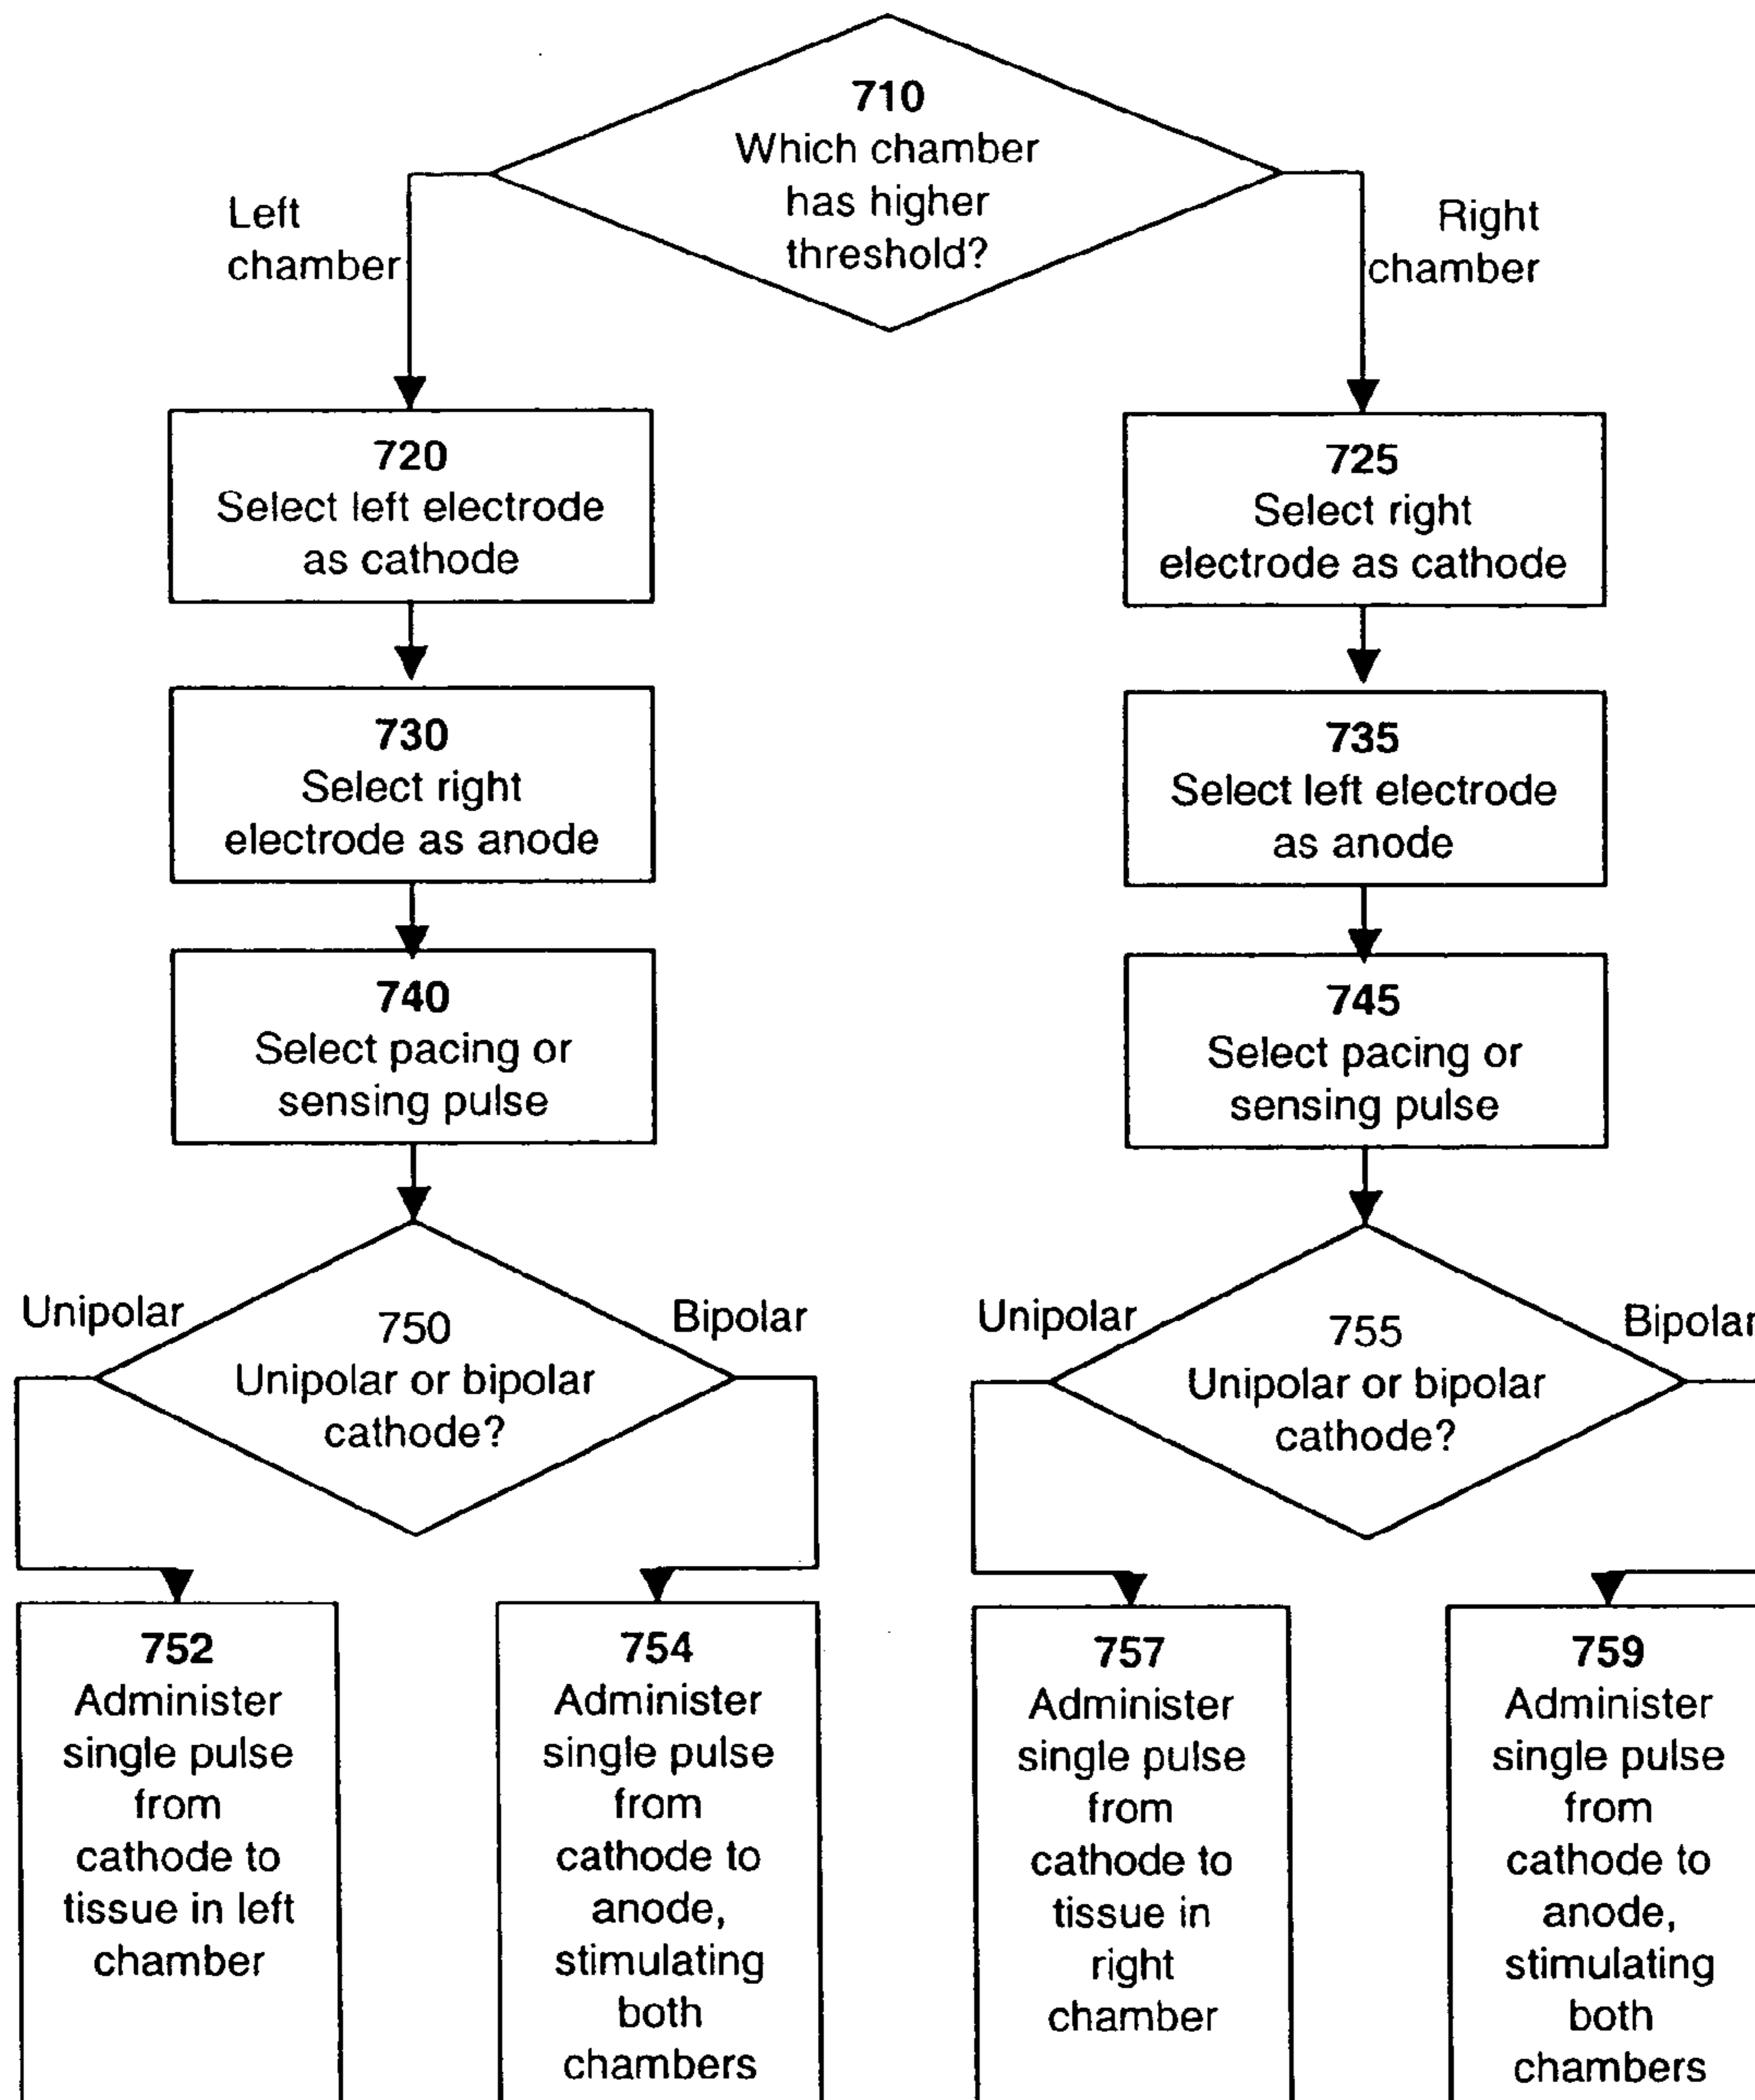 710
Which chamber
has higher
threshold?
Left
chamber
Right
chamber
720
Select left electrode
as cathode
725
Select right
electrode as cathode
730
Select right
electrode as anode
735
Select left electrode
as anode
740
Select pacing or
sensing pulse
745
Select pacing or
sensing pulse
Unipolar
750
Unipolar or bipolar
cathode?
Bipolar
Unipolar
755
Unipolar or bipolar
cathode?
Bipolar
752
Administer
single pulse
from
cathode to
tissue in left
chamber
754
Administer
single pulse
from
cathode to
anode,
stimulating
both
chambers
757
Administer
single pulse
from
cathode to
tissue in
right
chamber
759
Administer
single pulse
from
cathode to
anode,
stimulating
both
chambers